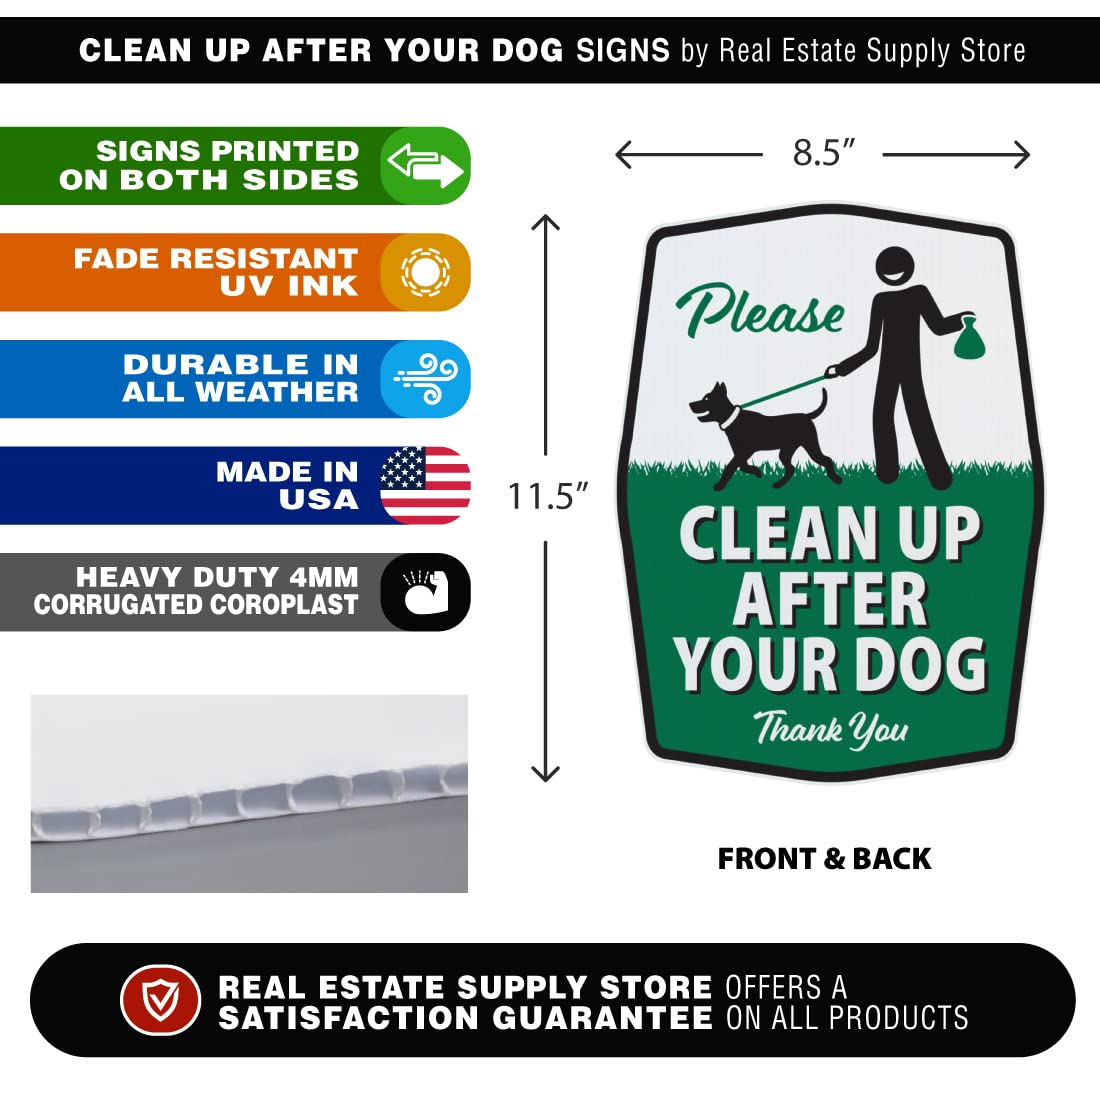 CLEAN UP AFTER YOUR DOG SIGNS by Real Estate Supply Store
SIGNS PRINTED
ON BOTH SIDES
FADE RESISTANT
UV INK
DURABLE IN
ALL WEATHER
MADE IN
USA
HEAVY DUTY 4MM
CORRUGATED COROPLAST
8.5”
11.5”
Please
CLEAN UP
AFTER
YOUR DOG
Thank You
FRONT & BACK
REAL ESTATE SUPPLY STORE OFFERS A
SATISFACTION GUARANTEE ON ALL PRODUCTS